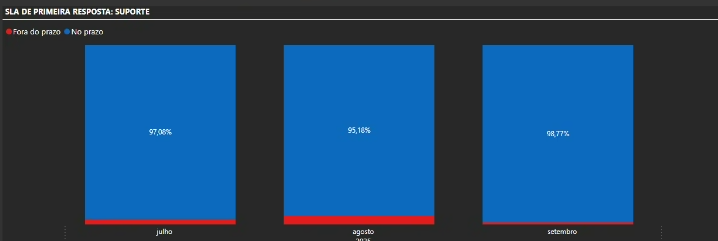 SLA DE PRIMEIRA RESPOSTA: SUPORTE
Fora do prazo No prazo
97,08% 95,18% 98,77%
julho agosto setembro